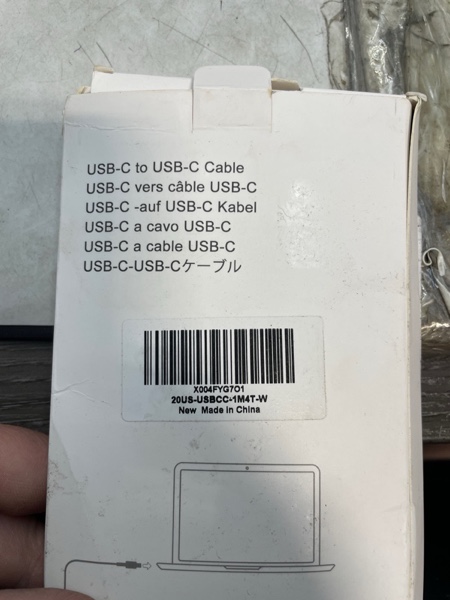 USB-C to USB-C Cable
USB-C vers câble USB-C
USB-C -auf USB-C Kabel
USB-C a cavo USB-C
USB-C a cable USB-C
USB-C-USB-Cケーブル
X004FYG7O1
20US-USBCC-1M4T-W
New Made in China